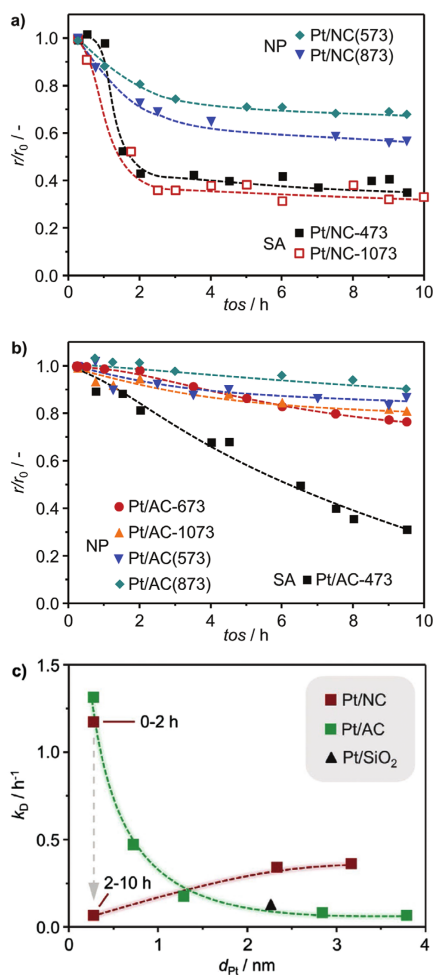 a)
1.0
0.8
0.6
0.4
0.2
0.0
r/r0 / -
NP
Pt/NC(573)
Pt/NC(873)
SA
Pt/NC-473
Pt/NC-1073
0 2 4 6 8 10
tos / h
b)
1.0
0.8
0.6
0.4
0.2
0.0
r/r0 / -
NP
Pt/AC-673
Pt/AC-1073
Pt/AC(573)
Pt/AC(873)
SA
Pt/AC-473
0 2 4 6 8 10
tos / h
c)
1.5
1.0
0.5
0.0
kD / h-1
0-2 h
2-10 h
Pt/NC
Pt/AC
Pt/SiO2
0 1 2 3 4
dPt / nm